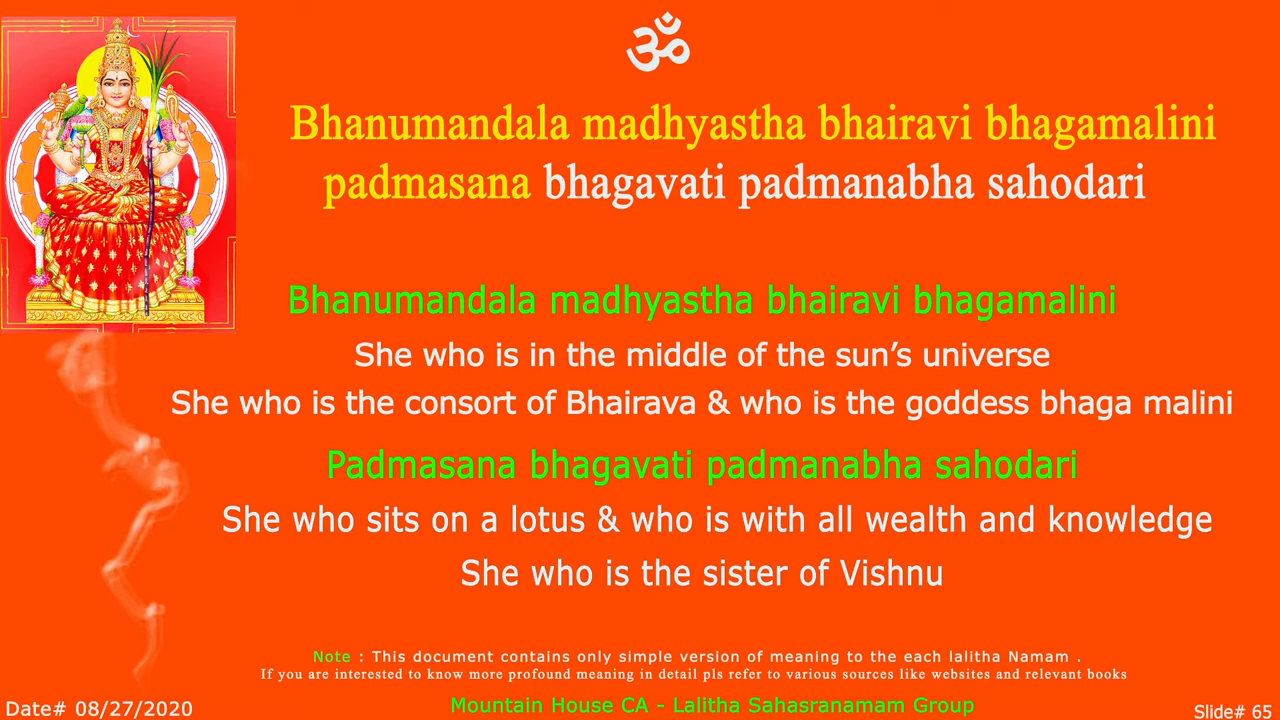 ॐ
Bhanumandala madhyastha bhairavi bhagamalini
padmasana bhagavati padmanabha sahodari
Bhanumandala madhyastha bhairavi bhagamalini
She who is in the middle of the sun’s universe
She who is the consort of Bhairava & who is the goddess bhaga malini
Padmasana bhagavati padmanabha sahodari
She who sits on a lotus & who is with all wealth and knowledge
She who is the sister of Vishnu
Note : This document contains only simple version of meaning to the each lalitha Namam .
If you are interested to know more profound meaning in detail pls refer to various sources like websites and relevant books
Mountain House CA - Lalitha Sahasranamam Group
Date# 08/27/2020
Slide# 65